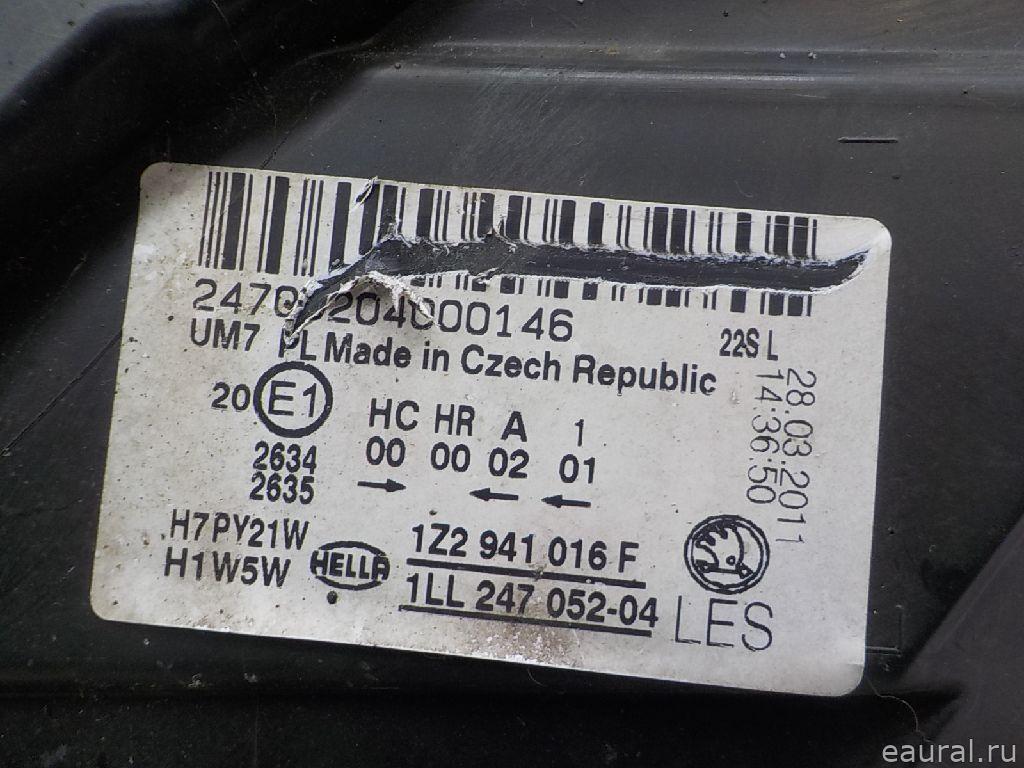 204000146
UM7 PL Made in Czech Republic
22S L
28.03.2011
14:36:50
20 E1
HC HR A 1
00 00 02 01
→ ← ←
2634
2635
H7PY21W
H1W5W
HELLA
1Z2 941 016 F
1LL 247 052-04
LES
eaural.ru